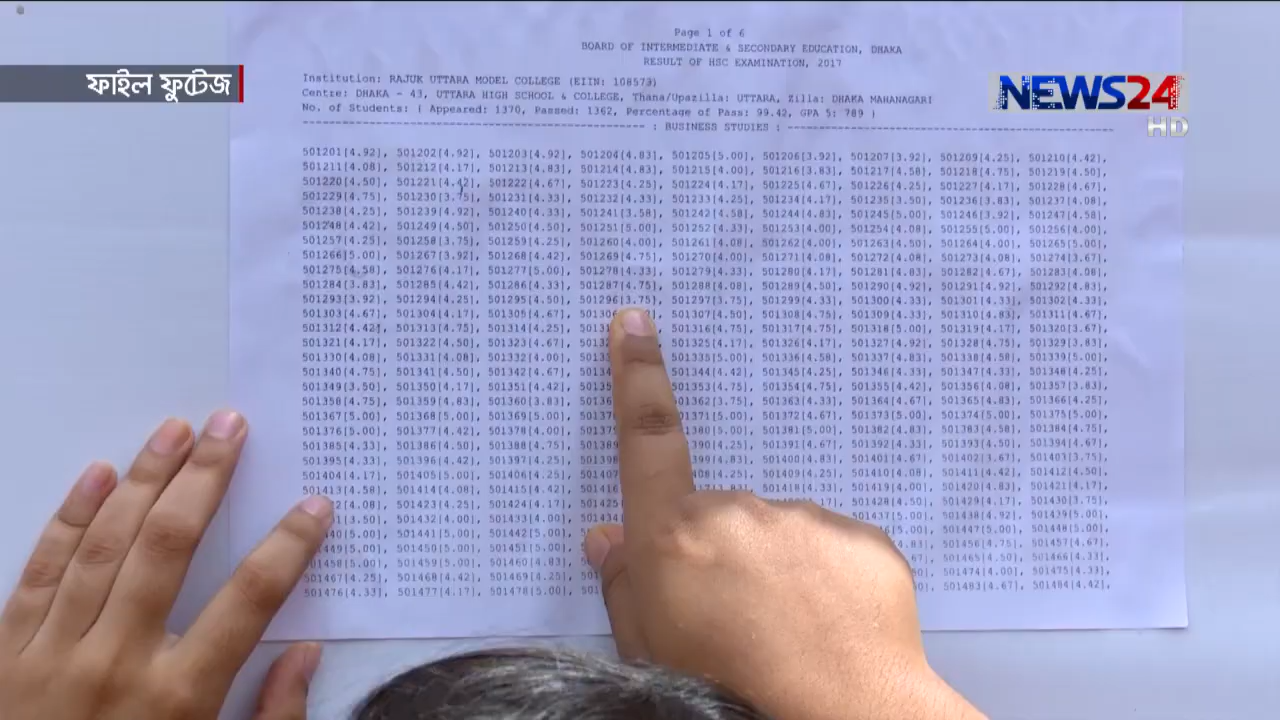 Page 1 of 6
BOARD OF INTERMEDIATE & SECONDARY EDUCATION, DHAKA
RESULT OF HSC EXAMINATION, 2017
ফাইল ফুটেজ
NEWS24
HD
Institution: RAJUK UTTARA MODEL COLLEGE (EIIN: 108573)
Centre: DHAKA - 43, UTTARA HIGH SCHOOL & COLLEGE, Thana/Upazilla: UTTARA, Zilla: DHAKA MAHANAGARI
No. of Students: ( Appeared: 1370, Passed: 1362, Percentage of Pass: 99.42, GPA 5: 789 )
: BUSINESS STUDIES :
501201[4.92], 501202[4.92], 501203[4.92], 501204[4.83], 501205[5.00], 501206[3.92], 501207[3.92], 501209[4.25], 501210[4.42],
501211[4.08], 501212[4.17], 501213[4.83], 501214[4.83], 501215[4.00], 501216[3.83], 501217[4.58], 501218[4.75], 501219[4.50],
501220[4.50], 501221[4.42], 501222[4.67], 501223[4.25], 501224[4.17], 501225[4.67], 501226[4.25], 501227[4.17], 501228[4.67],
501229[4.75], 501230[3.75], 501231[4.33], 501232[4.33], 501233[4.25], 501234[4.17], 501235[3.50], 501236[3.83], 501237[4.08],
501238[4.25], 501239[4.92], 501240[4.33], 501241[3.58], 501242[4.58], 501244[4.83], 501245[5.00], 501246[3.92], 501247[4.58],
501248[4.42], 501249[4.50], 501250[4.50], 501251[5.00], 501252[4.33], 501253[4.00], 501254[4.08], 501255[5.00], 501256[4.00],
501257[4.25], 501258[3.75], 501259[4.25], 501260[4.00], 501261[4.08], 501262[4.00], 501263[4.50], 501264[4.00], 501265[5.00],
501266[5.00], 501267[3.92], 501268[4.42], 501269[4.75], 501270[4.00], 501271[4.08], 501272[4.08], 501273[4.08], 501274[3.67],
501275[4.58], 501276[4.17], 501277[5.00], 501278[4.33], 501279[4.33], 501280[4.17], 501281[4.83], 501282[4.67], 501283[4.08],
501284[3.83], 501285[4.42], 501286[4.33], 501287[4.75], 501288[4.08], 501289[4.50], 501290[4.92], 501291[4.92], 501292[4.83],
501293[3.92], 501294[4.25], 501295[4.50], 501296[3.75], 501297[3.75], 501299[4.33], 501300[4.33], 501301[4.33], 501302[4.33],
501303[4.67], 501304[4.17], 501305[4.67], 501306 501307[4.50], 501308[4.75], 501309[4.33], 501310[4.83], 501311[4.67],
501312[4.42], 501313[4.75], 501314[4.25], 501316[4.75], 501317[4.75], 501318[5.00], 501319[4.17], 501320[3.67],
501321[4.17], 501322[4.50], 501323[4.67], 501325[4.17], 501326[4.17], 501327[4.92], 501328[4.75], 501329[3.83],
501330[4.08], 501331[4.08], 501332[4.00], 501335[5.00], 501336[4.58], 501337[4.83], 501338[4.58], 501339[5.00],
501340[4.75], 501341[4.50], 501342[4.67], 501344[4.42], 501345[4.25], 501346[4.33], 501347[4.33], 501348[4.25],
501349[3.50], 501350[4.17], 501351[4.42], 501353[4.75], 501354[4.75], 501355[4.42], 501356[4.08], 501357[3.83],
501358[4.75], 501359[4.83], 501360[3.83], 501362[3.75], 501363[4.33], 501364[4.67], 501365[4.83], 501366[4.25],
501367[5.00], 501368[5.00], 501369[5.00], 501371[5.00], 501372[4.67], 501373[5.00], 501374[5.00], 501375[5.00],
501376[5.00], 501377[4.42], 501378[4.00], 501380[5.00], 501381[5.00], 501382[4.83], 501383[4.58], 501384[4.75],
501385[4.33], 501386[4.50], 501388[4.75], 501389 390[4.25], 501391[4.67], 501392[4.33], 501393[4.50], 501394[4.67],
501395[4.33], 501396[4.42], 501397[4.25], 501398 399[4.83], 501400[4.83], 501401[4.67], 501402[3.67], 501403[3.75],
501404[4.17], 501405[5.00], 501406[4.25], 408[4.25], 501409[4.25], 501410[4.08], 501411[4.42], 501412[4.50],
501413[4.58], 501414[4.08], 501415[4.42], 501416 501418[4.33], 501419[4.00], 501420[4.83], 501421[4.17],
[4.08], 501423[4.25], 501424[4.17], 501425 501428[4.50], 501429[4.17], 501430[3.75],
[3.50], 501432[4.00], 501433[4.00], 501434 501437[5.00], 501438[4.92], 501439[5.00],
[5.00], 501441[5.00], 501442[5.00], [5.00], 501447[5.00], 501448[5.00],
[5.00], 501450[5.00], 501451[5.00], 501456[4.75], 501457[4.67],
[5.00], 501459[5.00], 501460[4.83], 501465[4.50], 501466[4.33],
501467[4.25], 501468[4.42], 501469[4.25], 501474[4.00], 501475[4.33],
501476[4.33], 501477[4.17], 501478[5.00], 501483[4.67], 501484[4.42],